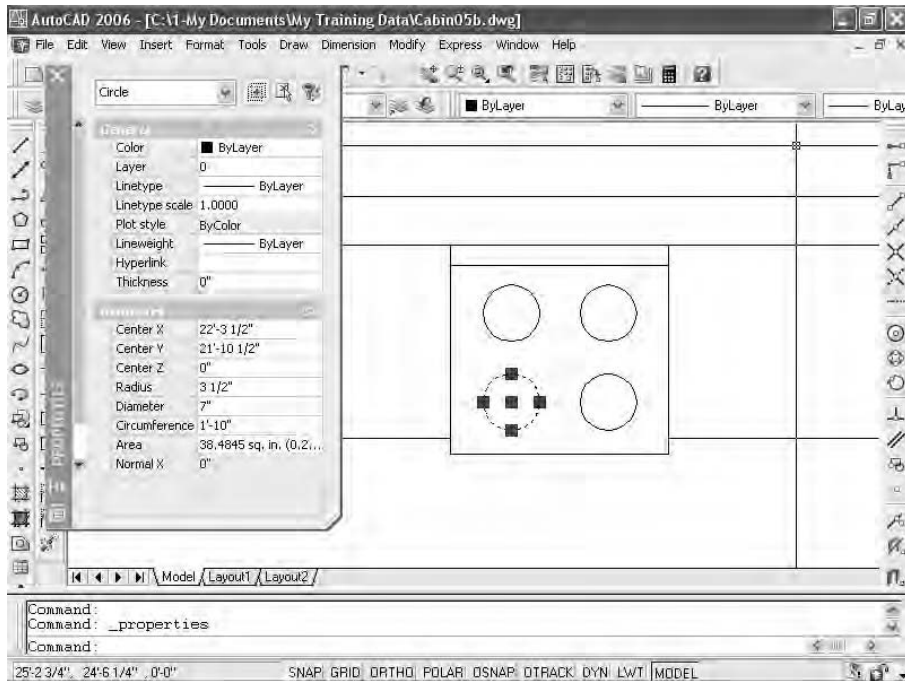 AutoCAD 2006 - [C:\1-My Documents\My Training Data\Cabin05b.dwg]
File Edit View Insert Format Tools Draw Dimension Modify Express Window Help
Circle
ByLayer ByLayer ByLay
General
Color ByLayer
Layer 0
Linetype ByLayer
Linetype scale 1.0000
Plot style ByColor
Lineweight ByLayer
Hyperlink
Thickness 0"
Geometry
Center X 22'-3 1/2"
Center Y 21'-10 1/2"
Center Z 0"
Radius 3 1/2"
Diameter 7"
Circumference 1'-10"
Area 38.4845 sq. in. (0.2...
Normal X 0"
Properties
Model Layout1 Layout2
Command:
Command: _properties
Command:
25'-2 3/4", 24'-6 1/4" , 0'-0" SNAP GRID ORTHO POLAR OSNAP OTRACK DYN LWT MODEL